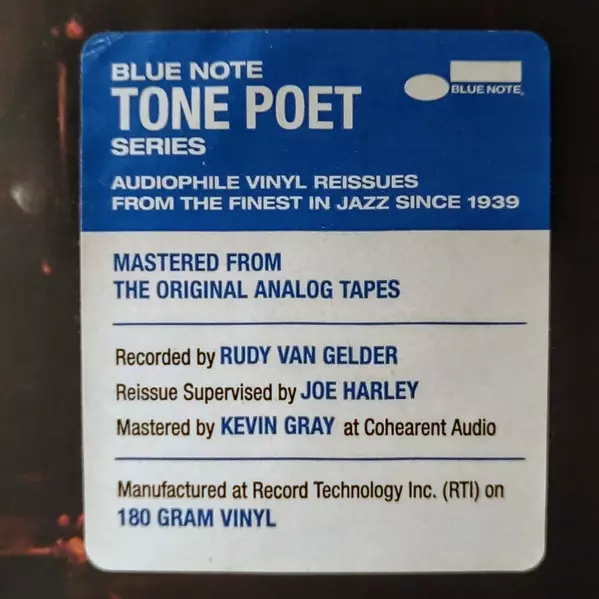 BLUE NOTE
TONE POET
SERIES
BLUE NOTE
AUDIOPHILE VINYL REISSUES
FROM THE FINEST IN JAZZ SINCE 1939
MASTERED FROM
THE ORIGINAL ANALOG TAPES
Recorded by RUDY VAN GELDER
Reissue Supervised by JOE HARLEY
Mastered by KEVIN GRAY at Cohearent Audio
Manufactured at Record Technology Inc. (RTI) on
180 GRAM VINYL